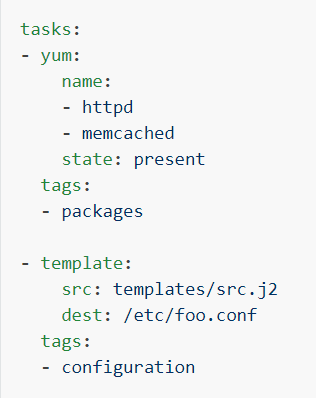 tasks:
- yum:
    name:
    - httpd
    - memcached
    state: present
  tags:
  - packages

- template:
    src: templates/src.j2
    dest: /etc/foo.conf
  tags:
  - configuration